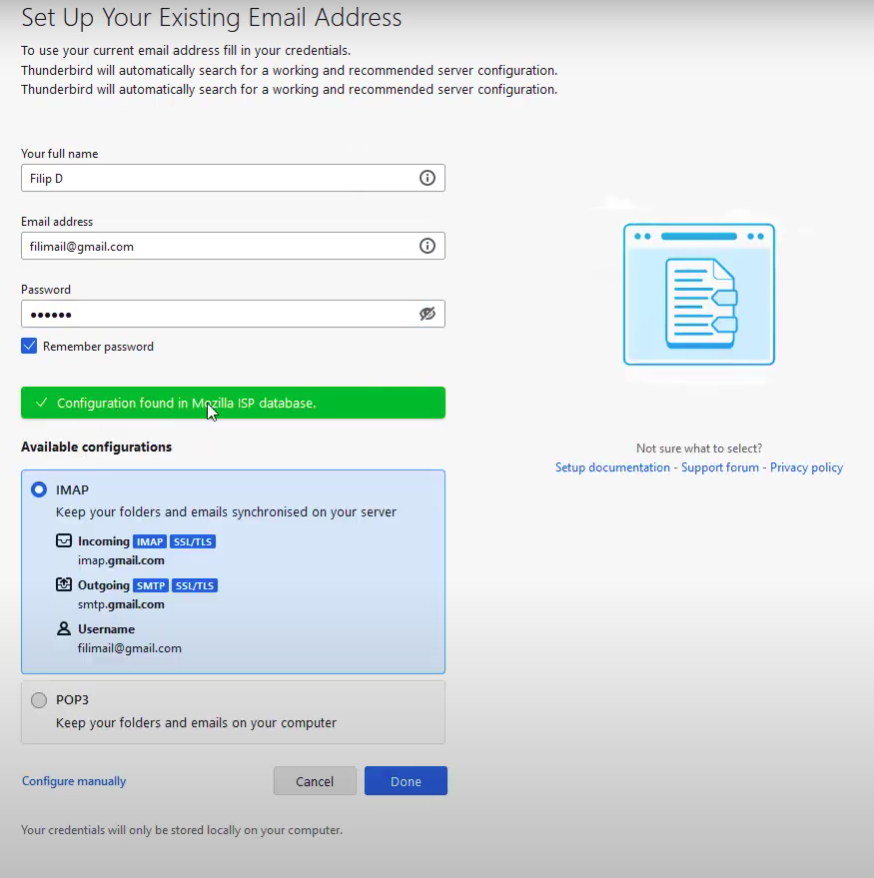 Set Up Your Existing Email Address
To use your current email address fill in your credentials.
Thunderbird will automatically search for a working and recommended server configuration.
Thunderbird will automatically search for a working and recommended server configuration.
Your full name
Filip D
Email address
filimail@gmail.com
Password
••••••
Remember password
Configuration found in Mozilla ISP database.
Available configurations
IMAP
Keep your folders and emails synchronised on your server
Incoming IMAP SSL/TLS
imap.gmail.com
Outgoing SMTP SSL/TLS
smtp.gmail.com
Username
filimail@gmail.com
POP3
Keep your folders and emails on your computer
Configure manually
Cancel
Done
Your credentials will only be stored locally on your computer.
Not sure what to select?
Setup documentation - Support forum - Privacy policy